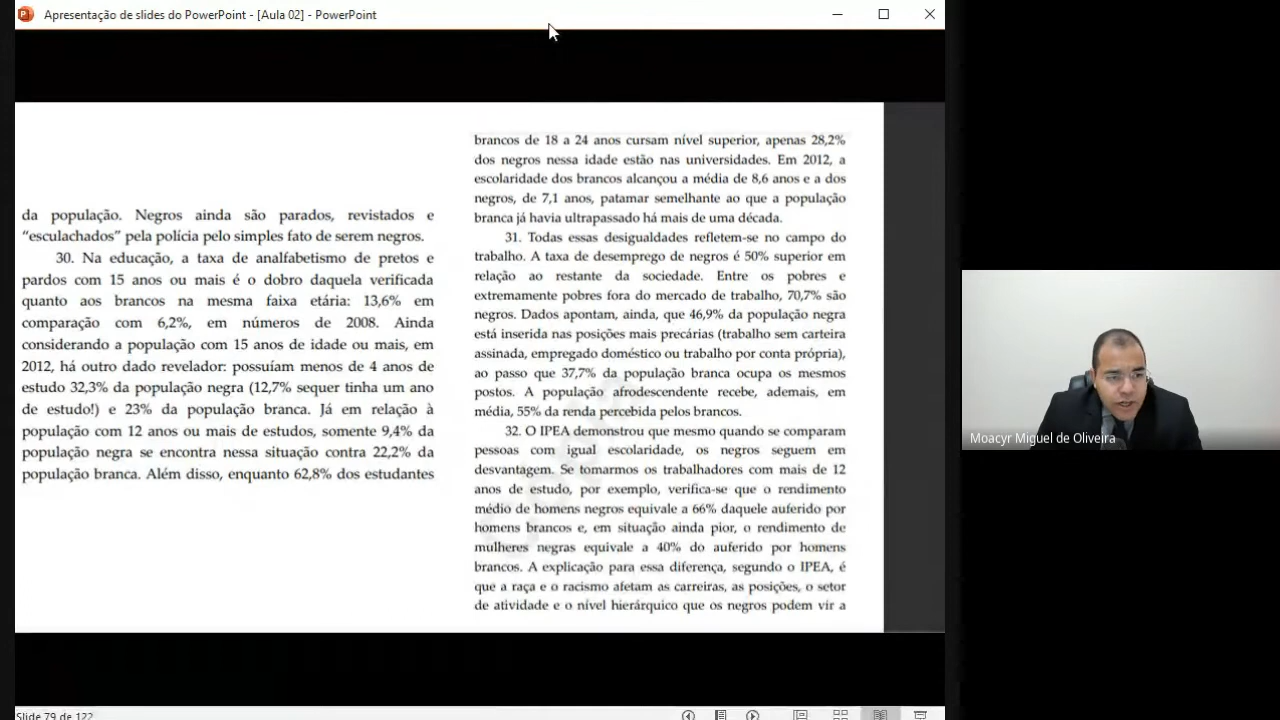 Apresentação de slides do PowerPoint - [Aula 02] - PowerPoint
da população. Negros ainda são parados, revistados e
“esculachados” pela polícia pelo simples fato de serem negros.
30. Na educação, a taxa de analfabetismo de pretos e
pardos com 15 anos ou mais é o dobro daquela verificada
quanto aos brancos na mesma faixa etária: 13,6% em
comparação com 6,2%, em números de 2008. Ainda
considerando a população com 15 anos de idade ou mais, em
2012, há outro dado revelador: possuíam menos de 4 anos de
estudo 32,3% da população negra (12,7% sequer tinha um ano
de estudo!) e 23% da população branca. Já em relação à
população com 12 anos ou mais de estudos, somente 9,4% da
população negra se encontra nessa situação contra 22,2% da
população branca. Além disso, enquanto 62,8% dos estudantes
brancos de 18 a 24 anos cursam nível superior, apenas 28,2%
dos negros nessa idade estão nas universidades. Em 2012, a
escolaridade dos brancos alcançou a média de 8,6 anos e a dos
negros, de 7,1 anos, patamar semelhante ao que a população
branca já havia ultrapassado há mais de uma década.
31. Todas essas desigualdades refletem-se no campo do
trabalho. A taxa de desemprego de negros é 50% superior em
relação ao restante da sociedade. Entre os pobres e
extremamente pobres fora do mercado de trabalho, 70,7% são
negros. Dados apontam, ainda, que 46,9% da população negra
está inserida nas posições mais precárias (trabalho sem carteira
assinada, empregado doméstico ou trabalho por conta própria),
ao passo que 37,7% da população branca ocupa os mesmos
postos. A população afrodescendente recebe, ademais, em
média, 55% da renda percebida pelos brancos.
32. O IPEA demonstrou que mesmo quando se comparam
pessoas com igual escolaridade, os negros seguem em
desvantagem. Se tomarmos os trabalhadores com mais de 12
anos de estudo, por exemplo, verifica-se que o rendimento
médio de homens negros equivale a 66% daquele auferido por
homens brancos e, em situação ainda pior, o rendimento de
mulheres negras equivale a 40% do auferido por homens
brancos. A explicação para essa diferença, segundo o IPEA, é
que a raça e o racismo afetam as carreiras, as posições, o setor
de atividade e o nível hierárquico que os negros podem vir a
Moacyr Miguel de Oliveira
Slide 79 de 122